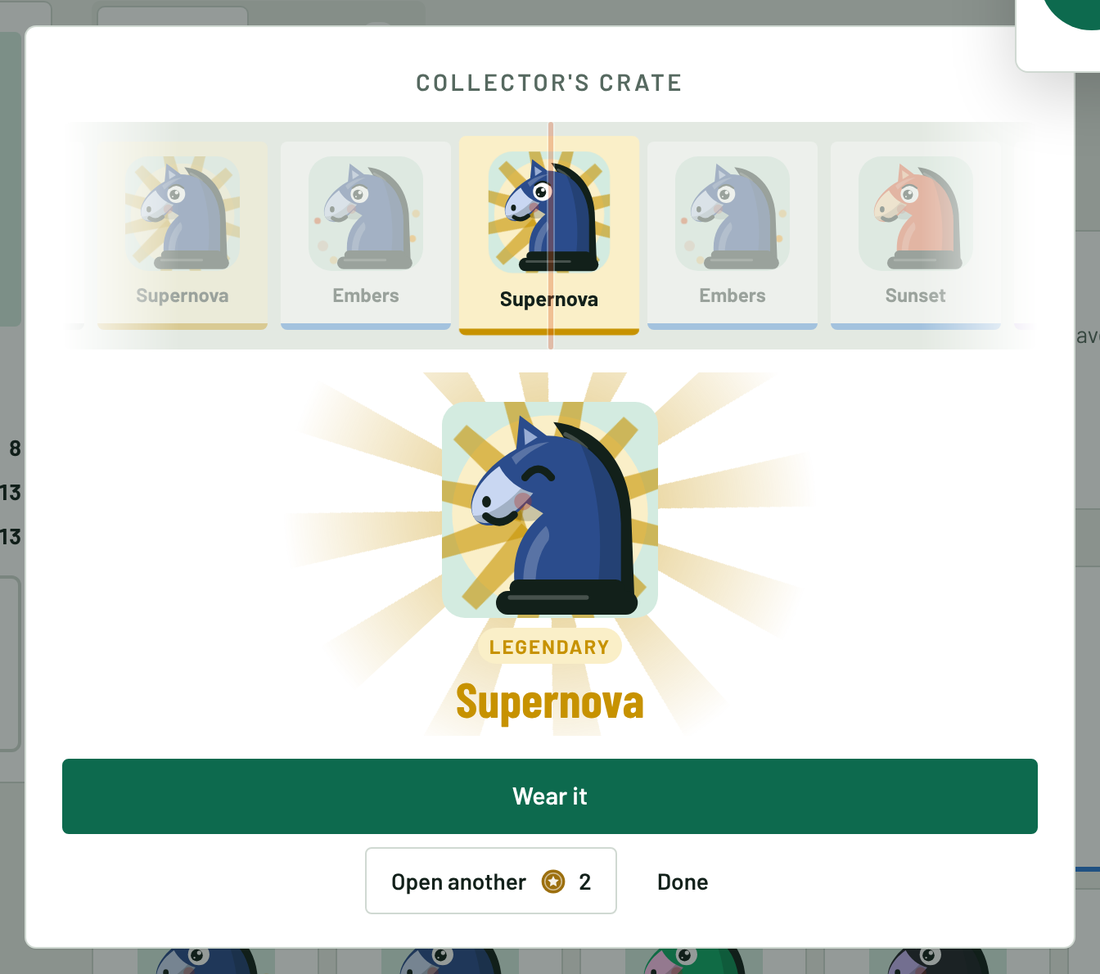 COLLECTOR'S CRATE
Supernova
Embers
Supernova
Embers
Sunset
8
13
13
LEGENDARY
Supernova
Wear it
Open another 2
Done